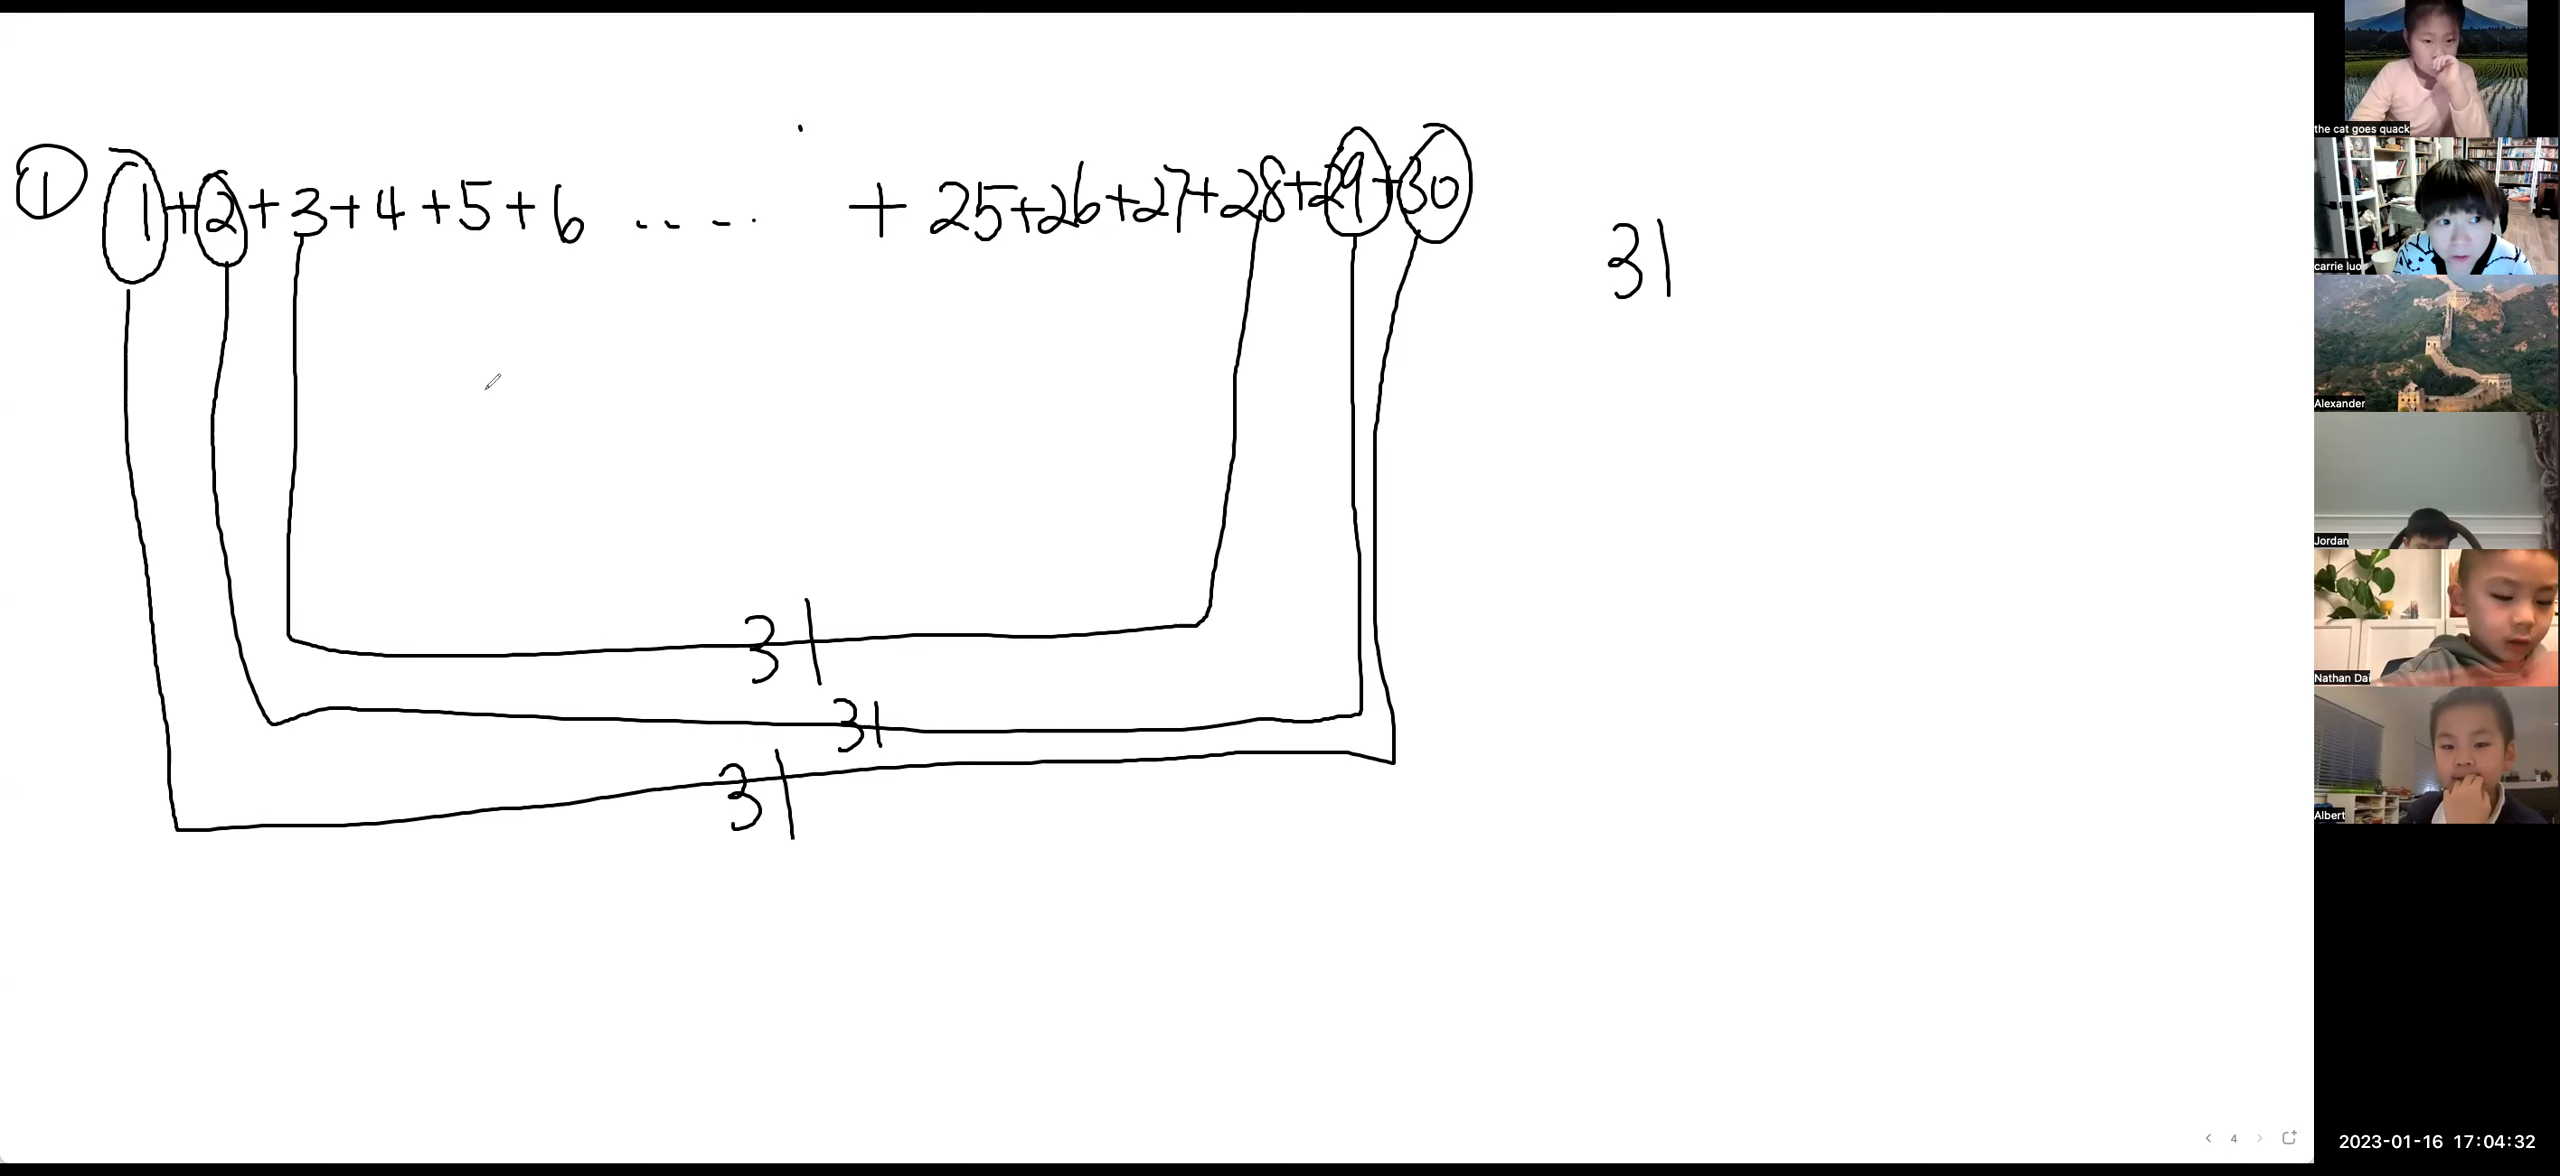 ① 1+2+3+4+5+6 ..... + 25+26+27+28+29+30
31
31
31
31
the cat goes quack
carrie luo
Alexander
Jordan
Nathan Dai
Albert
4
2023-01-16 17:04:32